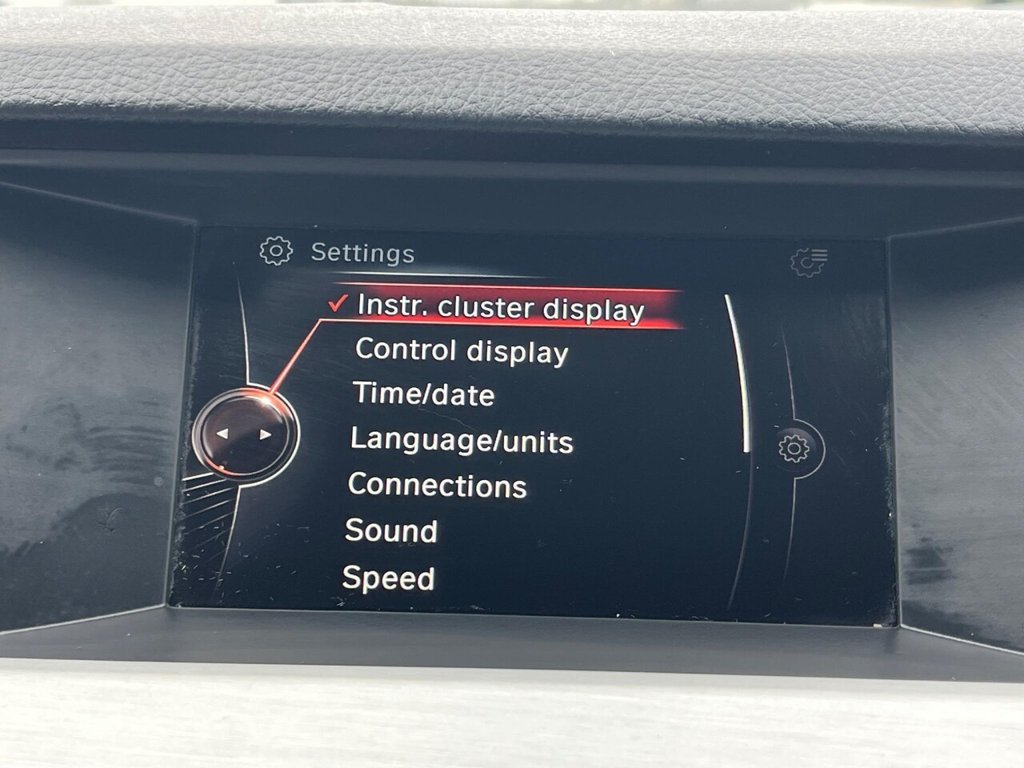 Settings
Instr. cluster display
Control display
Time/date
Language/units
Connections
Sound
Speed